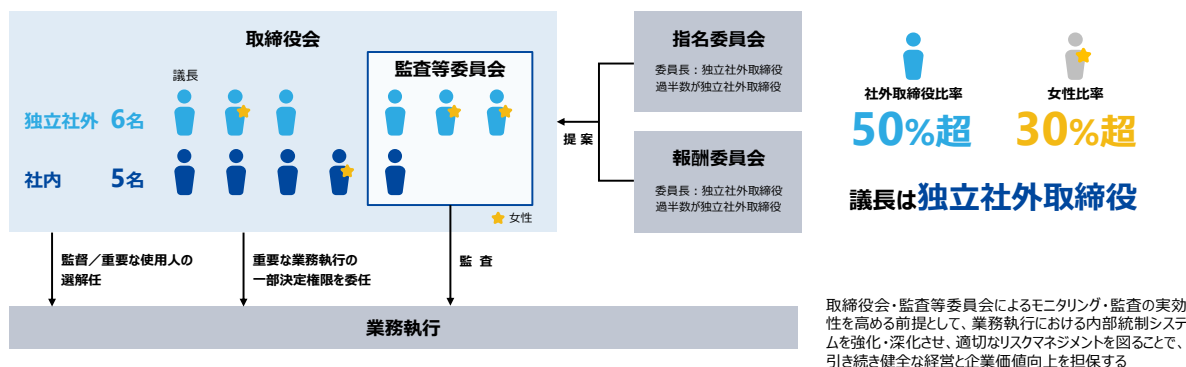 取締役会
議長
監査等委員会
独立社外 6名
社内 5名
女性
提案
指名委員会
委員長：独立社外取締役
過半数が独立社外取締役
報酬委員会
委員長：独立社外取締役
過半数が独立社外取締役
監督／重要な使用人の
選解任
重要な業務執行の
一部決定権限を委任
監 査
業務執行
社外取締役比率
50%超
女性比率
30%超
議長は独立社外取締役
取締役会・監査等委員会によるモニタリング・監査の実効
性を高める前提として、業務執行における内部統制システ
ムを強化・深化させ、適切なリスクマネジメントを図ることで、
引き続き健全な経営と企業価値向上を担保する